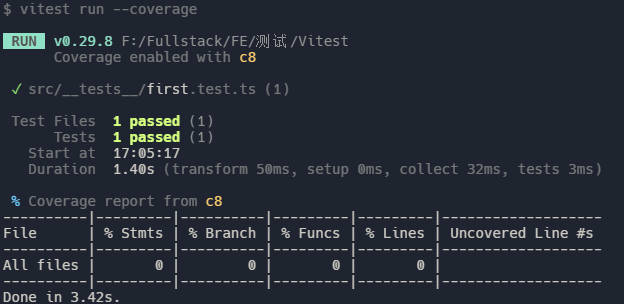 $ vitest run --coverage
RUN v0.29.8 F:/Fullstack/FE/测试/Vitest
Coverage enabled with c8
✓ src/__tests__/first.test.ts (1)
Test Files 1 passed (1)
Tests 1 passed (1)
Start at 17:05:17
Duration 1.40s (transform 50ms, setup 0ms, collect 32ms, tests 3ms)
% Coverage report from c8
----------|---------|----------|---------|---------|-------------------
File      | % Stmts | % Branch | % Funcs | % Lines | Uncovered Line #s
----------|---------|----------|---------|---------|-------------------
All files |       0 |        0 |       0 |       0 |
----------|---------|----------|---------|---------|-------------------
Done in 3.42s.